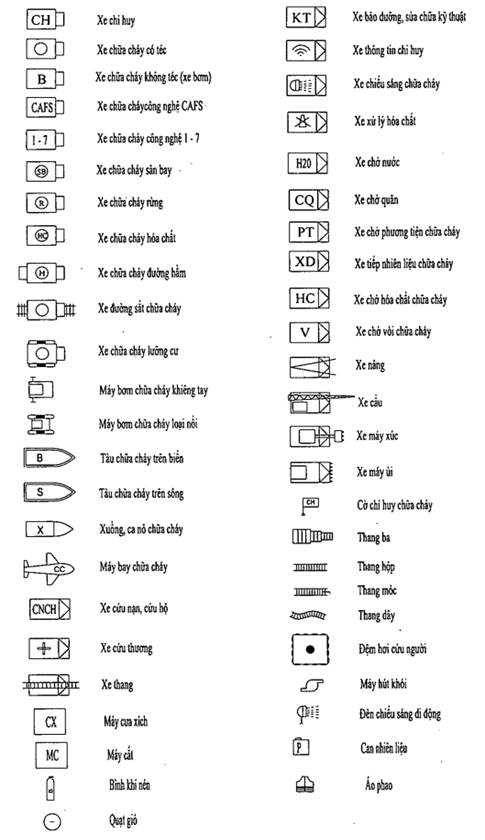 CH Xe chỉ huy
Xe chữa cháy có téc
B Xe chữa cháy không téc (xe bơm)
CAFS Xe chữa cháycông nghệ CAFS
1 - 7 Xe chữa cháy công nghệ 1 - 7
SB Xe chữa cháy sân bay
R Xe chữa cháy rừng
HC Xe chữa cháy hóa chất
H Xe chữa cháy đường hầm
Xe đường sắt chữa cháy
Xe chữa cháy lưỡng cư
Máy bơm chữa cháy khiêng tay
Máy bơm chữa cháy loại nổi
B Tàu chữa cháy trên biển
S Tàu chữa cháy trên sông
X Xuồng, ca nô chữa cháy
CC Máy bay chữa cháy
CNCH Xe cứu nạn, cứu hộ
Xe cứu thương
Xe thang
CX Máy cưa xích
MC Máy cắt
Bình khí nén
Quạt gió
KT Xe bảo dưỡng, sửa chữa kỹ thuật
Xe thông tin chỉ huy
Xe chiếu sáng chữa cháy
Xe xử lý hóa chất
H20 Xe chở nước
CQ Xe chở quân
PT Xe chở phương tiện chữa cháy
XD Xe tiếp nhiên liệu chữa cháy
HC Xe chở hóa chất chữa cháy
V Xe chở vòi chữa cháy
Xe nâng
Xe cẩu
Xe máy xúc
Xe máy ủi
CH Cờ chỉ huy chữa cháy
Thang ba
Thang hộp
Thang móc
Thang dây
Đệm hơi cứu người
Máy hút khói
Đèn chiếu sáng di động
P Can nhiên liệu
Áo phao